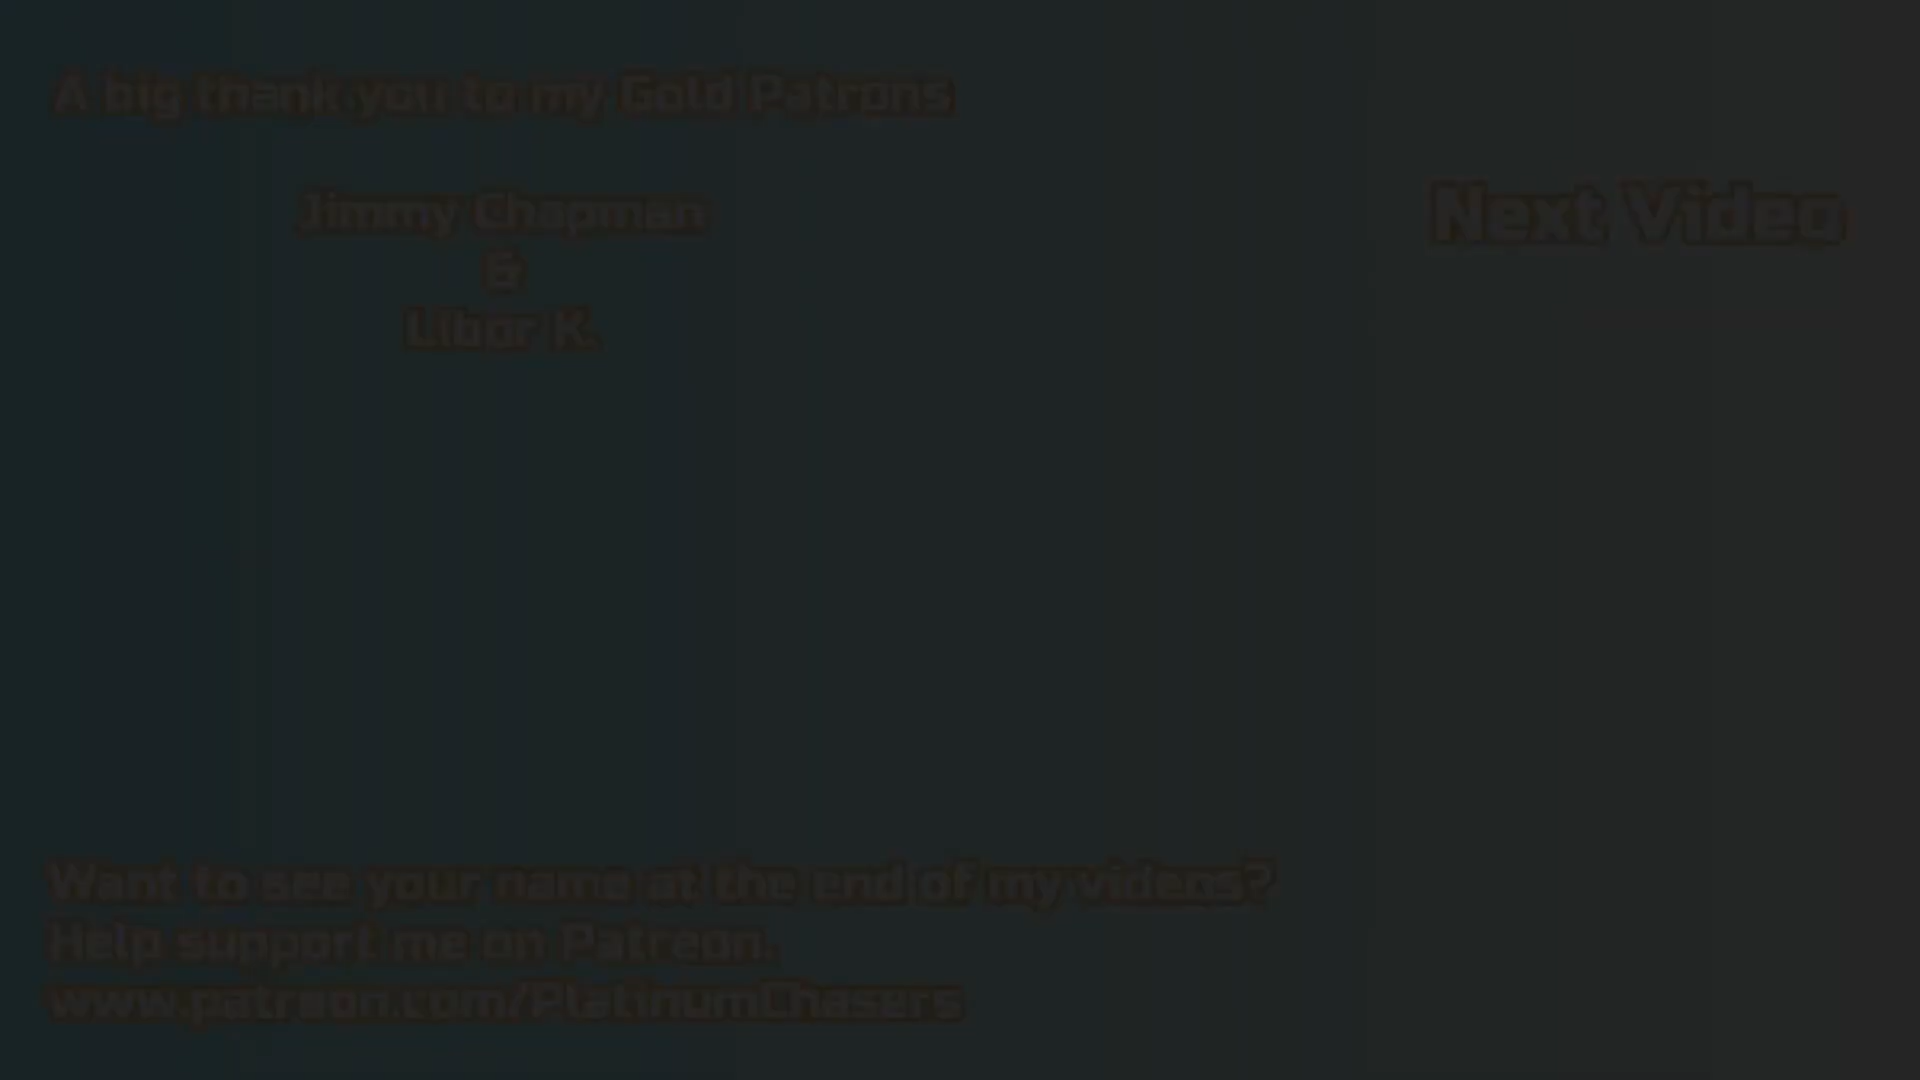 A big thank you to my Gold Patrons
Jimmy Chapman
&
Libor K.
Next Video
Want to see your name at the end of my videos?
Help support me on Patreon.
www.patreon.com/PlatinumChasers